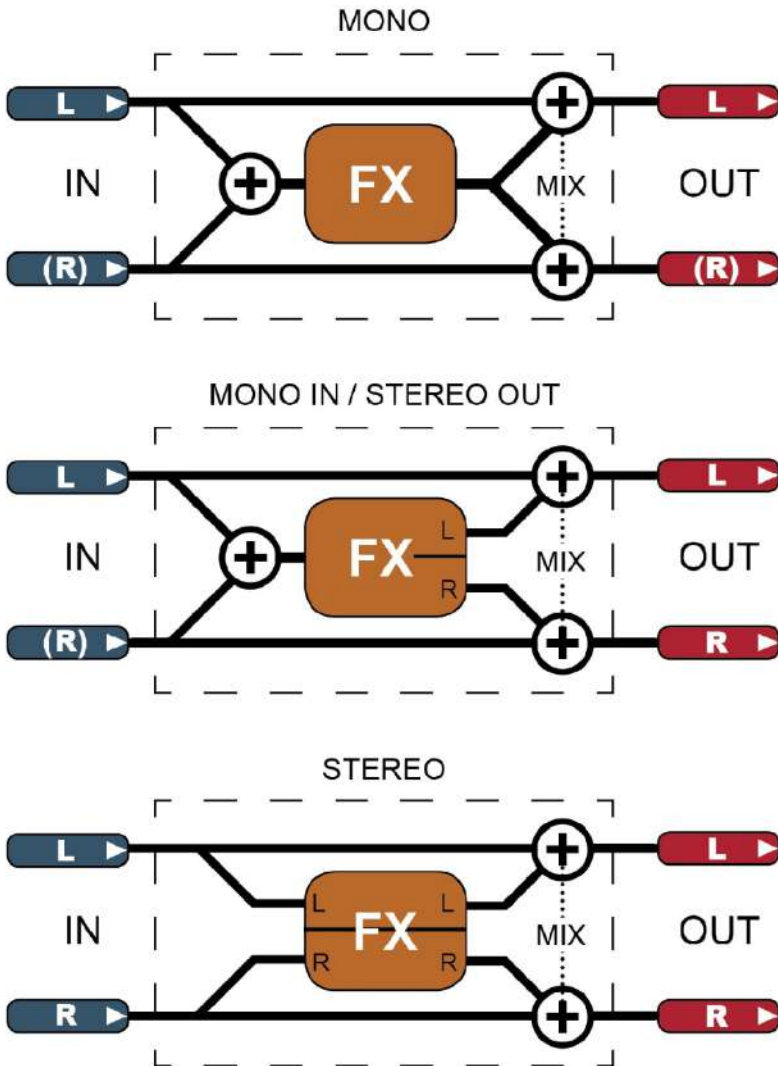 MONO
L L
IN FX MIX OUT
(R) (R)
MONO IN / STEREO OUT
L L
L
IN FX MIX OUT
R
(R) R
STEREO
L L
L L
IN FX MIX OUT
R R
R R